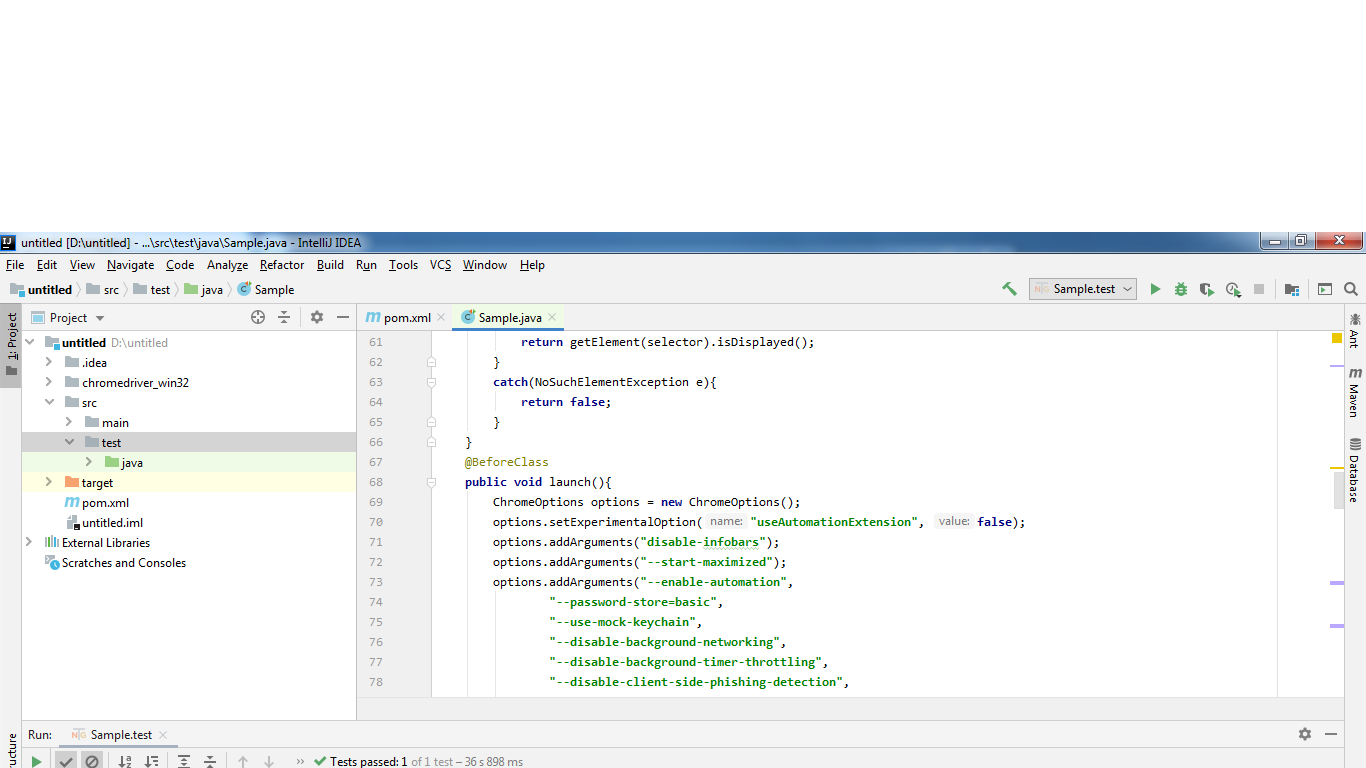 untitled [D:\untitled] - ...\src\test\java\Sample.java - IntelliJ IDEA
File Edit View Navigate Code Analyze Refactor Build Run Tools VCS Window Help
untitled src test java Sample
Sample.test
1: Project
Project
pom.xml
Sample.java
untitled D:\untitled
.idea
chromedriver_win32
src
main
test
java
target
pom.xml
untitled.iml
External Libraries
Scratches and Consoles
61 return getElement(selector).isDisplayed();
62 }
63 catch(NoSuchElementException e){
64 return false;
65 }
66 }
67 @BeforeClass
68 public void launch(){
69 ChromeOptions options = new ChromeOptions();
70 options.setExperimentalOption( name: "useAutomationExtension", value: false);
71 options.addArguments("disable-infobars");
72 options.addArguments("--start-maximized");
73 options.addArguments("--enable-automation",
74 "--password-store=basic",
75 "--use-mock-keychain",
76 "--disable-background-networking",
77 "--disable-background-timer-throttling",
78 "--disable-client-side-phishing-detection",
Ant
Maven
Database
ructure
Run: Sample.test
Tests passed: 1 of 1 test – 36 s 898 ms